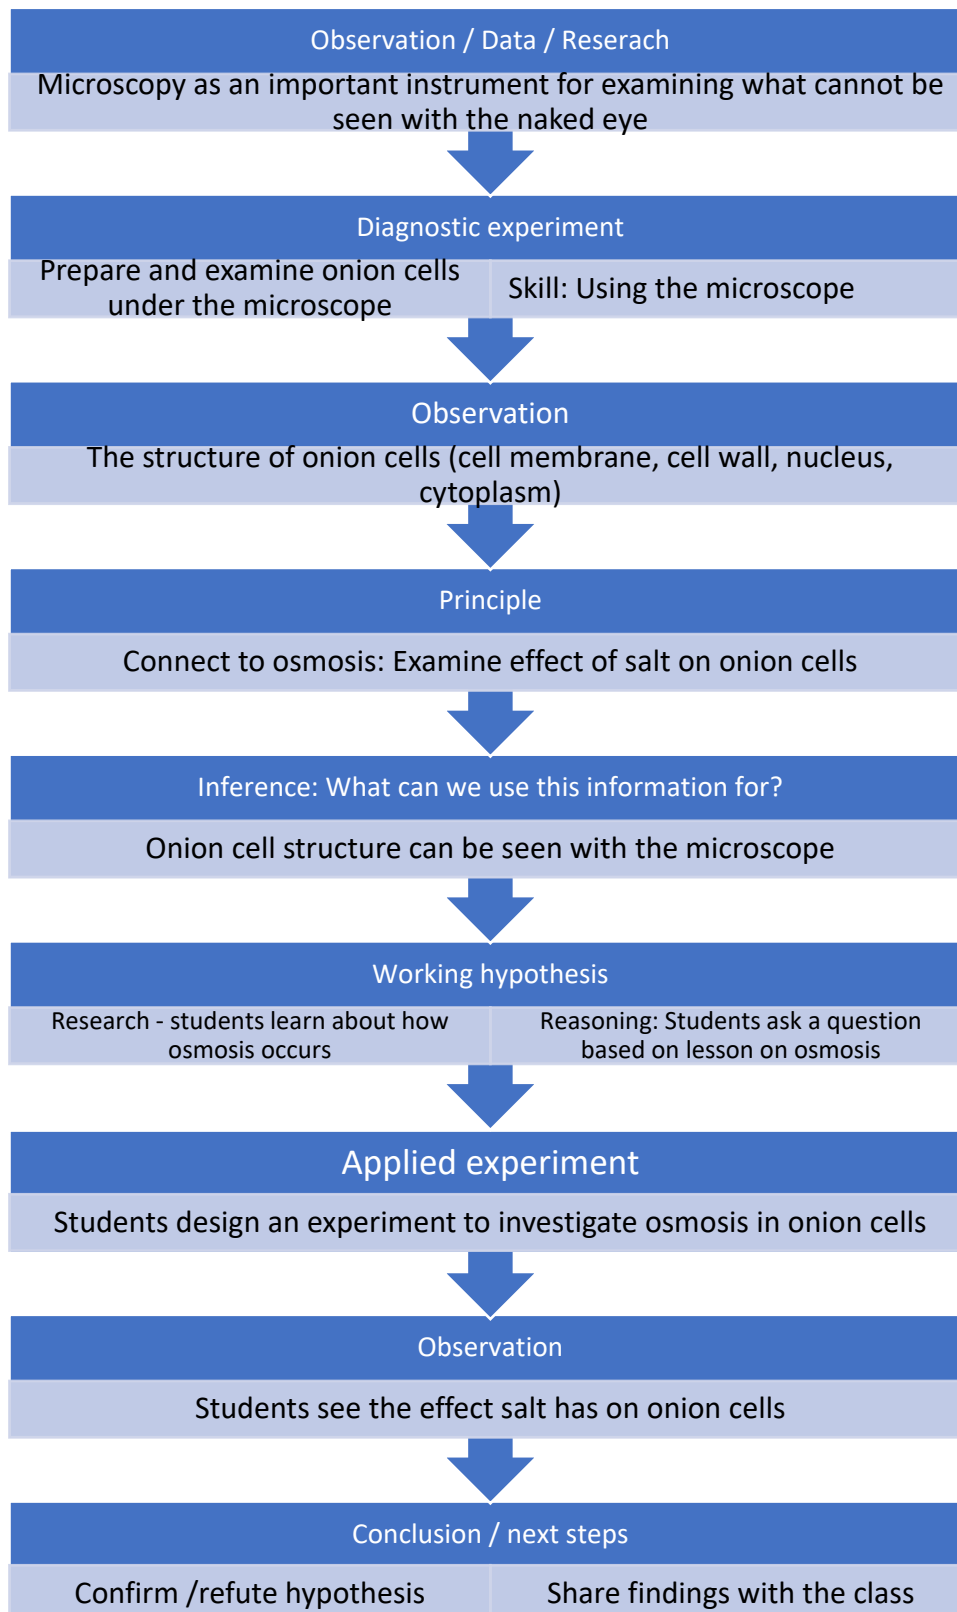 Observation / Data / Reserach
Microscopy as an important instrument for examining what cannot be
seen with the naked eye
Diagnostic experiment
Prepare and examine onion cells
under the microscope
Skill: Using the microscope
Observation
The structure of onion cells (cell membrane, cell wall, nucleus,
cytoplasm)
Principle
Connect to osmosis: Examine effect of salt on onion cells
Inference: What can we use this information for?
Onion cell structure can be seen with the microscope
Working hypothesis
Research - students learn about how
osmosis occurs
Reasoning: Students ask a question
based on lesson on osmosis
Applied experiment
Students design an experiment to investigate osmosis in onion cells
Observation
Students see the effect salt has on onion cells
Conclusion / next steps
Confirm /refute hypothesis
Share findings with the class